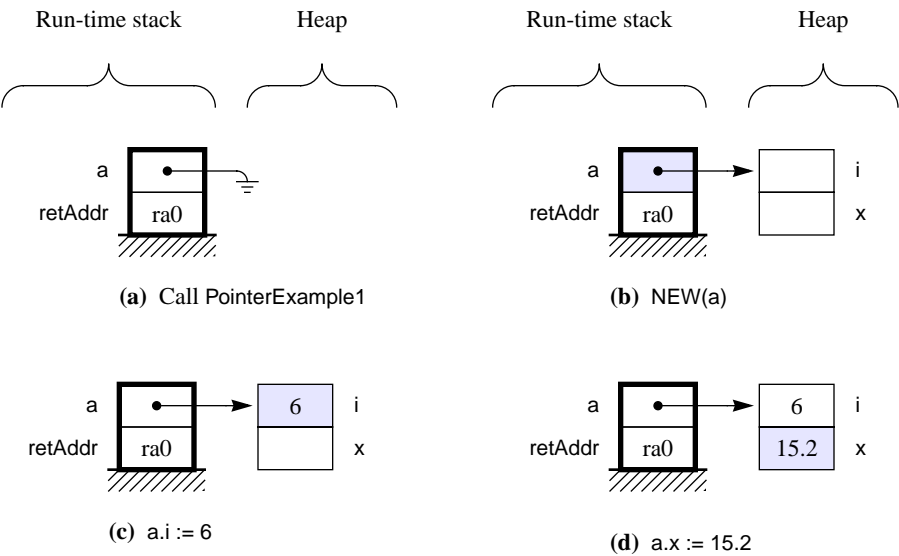 Run-time stack Heap
Run-time stack Heap
a
retAddr ra0
(a) Call PointerExample1
a i
retAddr ra0 x
(b) NEW(a)
a 6 i
retAddr ra0 x
(c) a.i := 6
a 6 i
retAddr ra0 15.2 x
(d) a.x := 15.2